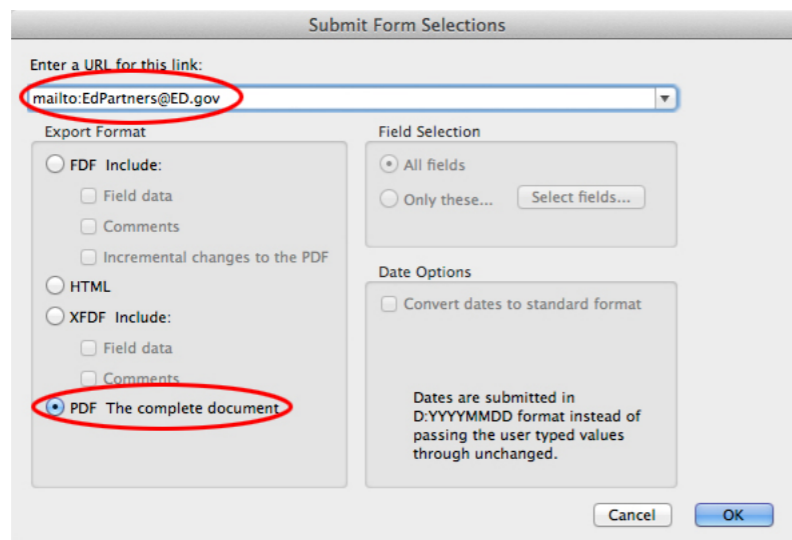 Submit Form Selections
Enter a URL for this link:
mailto:EdPartners@ED.gov
Export Format
FDF Include:
Field data
Comments
Incremental changes to the PDF
HTML
XFDF Include:
Field data
Comments
PDF The complete document
Field Selection
All fields
Only these... Select fields...
Date Options
Convert dates to standard format
Dates are submitted in
D:YYYYMMDD format instead of
passing the user typed values
through unchanged.
Cancel OK